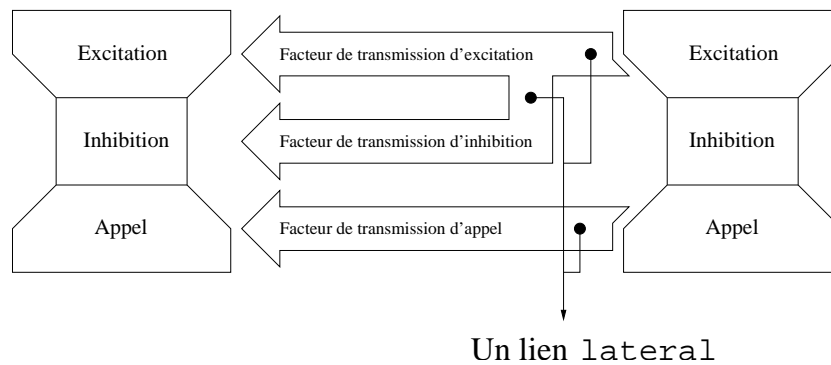 Excitation
Facteur de transmission d'excitation
Excitation
Inhibition
Facteur de transmission d'inhibition
Inhibition
Appel
Facteur de transmission d'appel
Appel
Un lien lateral